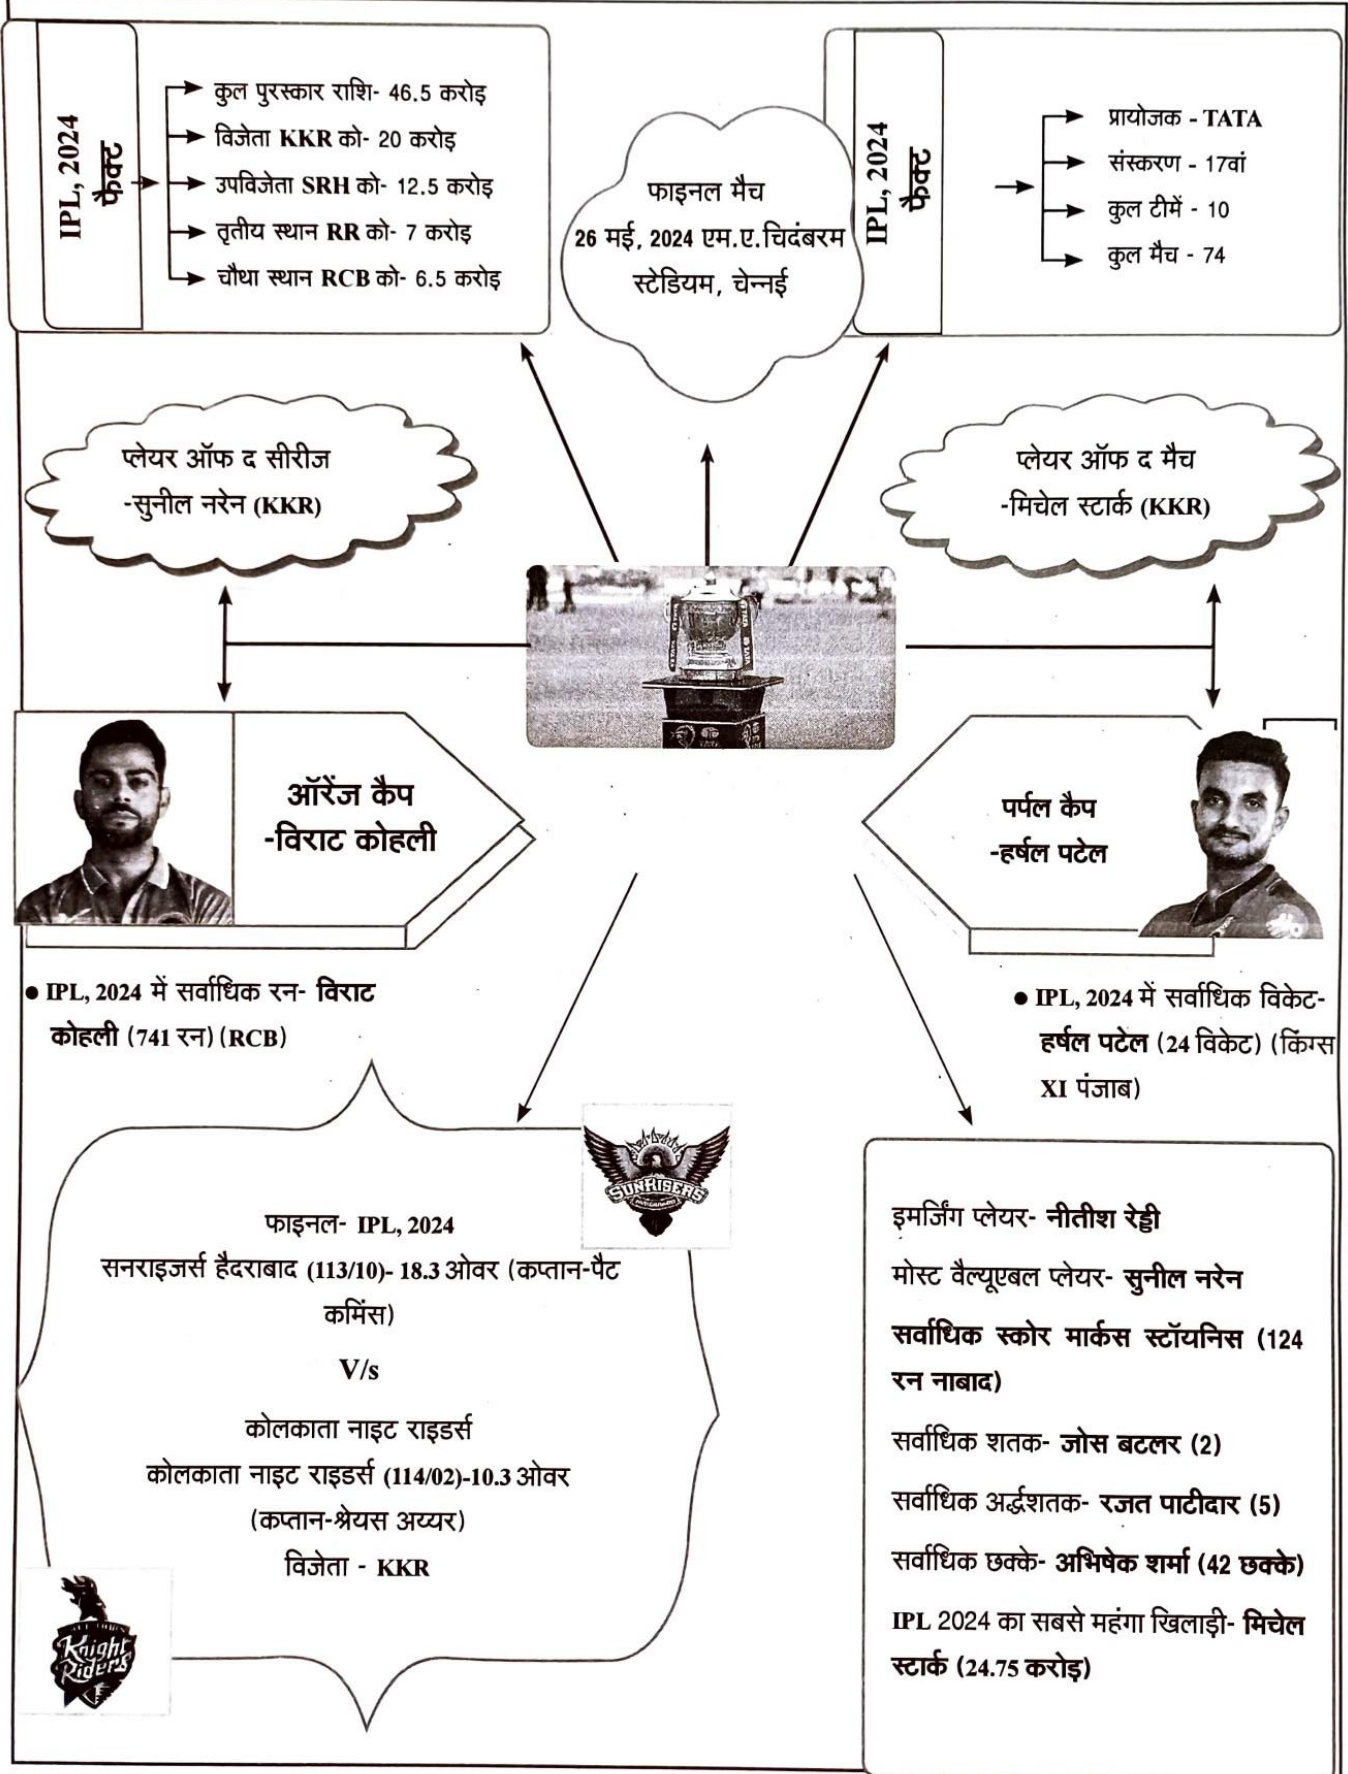 IPL, 2024
फैक्ट
कुल पुरस्कार राशि- 46.5 करोड़
विजेता KKR को- 20 करोड़
उपविजेता SRH को- 12.5 करोड़
तृतीय स्थान RR को- 7 करोड़
चौथा स्थान RCB को- 6.5 करोड़
फाइनल मैच
26 मई, 2024 एम.ए.चिदंबरम
स्टेडियम, चेन्नई
IPL, 2024
फैक्ट
प्रायोजक - TATA
संस्करण - 17वां
कुल टीमें - 10
कुल मैच - 74
प्लेयर ऑफ द सीरीज
-सुनील नरेन (KKR)
प्लेयर ऑफ द मैच
-मिचेल स्टार्क (KKR)
ऑरेंज कैप
-विराट कोहली
पर्पल कैप
-हर्षल पटेल
● IPL, 2024 में सर्वाधिक रन- विराट
कोहली (741 रन) (RCB)
● IPL, 2024 में सर्वाधिक विकेट-
हर्षल पटेल (24 विकेट) (किंग्स
XI पंजाब)
SUNRISERS
फाइनल- IPL, 2024
सनराइजर्स हैदराबाद (113/10)- 18.3 ओवर (कप्तान-पैट
कमिंस)
V/s
कोलकाता नाइट राइडर्स
कोलकाता नाइट राइडर्स (114/02)-10.3 ओवर
(कप्तान-श्रेयस अय्यर)
विजेता - KKR
Knight
Riders
इमर्जिंग प्लेयर- नीतीश रेड्डी
मोस्ट वैल्यूएबल प्लेयर- सुनील नरेन
सर्वाधिक स्कोर मार्कस स्टॉयनिस (124
रन नाबाद)
सर्वाधिक शतक- जोस बटलर (2)
सर्वाधिक अर्द्धशतक- रजत पाटीदार (5)
सर्वाधिक छक्के- अभिषेक शर्मा (42 छक्के)
IPL 2024 का सबसे महंगा खिलाड़ी- मिचेल
स्टार्क (24.75 करोड़)